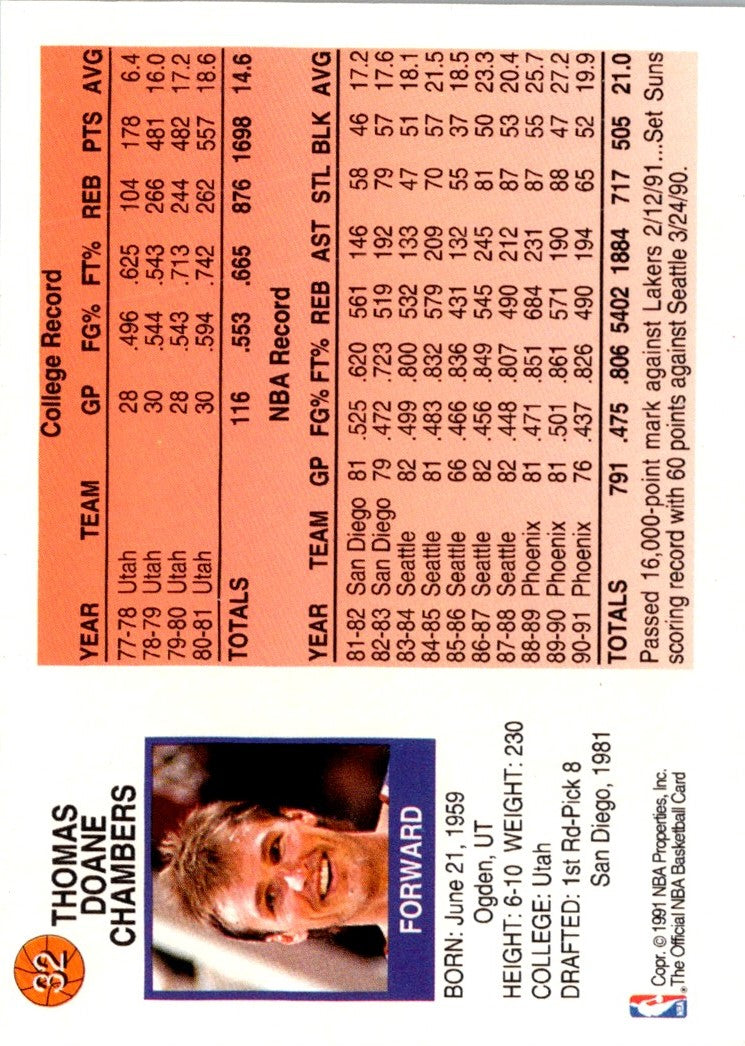 82
THOMAS
DOANE
CHAMBERS
FORWARD
BORN: June 21, 1959
Ogden, UT
HEIGHT: 6-10 WEIGHT: 230
COLLEGE: Utah
DRAFTED: 1st Rd-Pick 8
San Diego, 1981
NBA
®
Copr. © 1991 NBA Properties, Inc.
The Official NBA Basketball Card
College Record
YEAR TEAM GP FG% FT% REB PTS AVG
77-78 Utah 28 .496 .625 104 178 6.4
78-79 Utah 30 .544 .543 266 481 16.0
79-80 Utah 28 .543 .713 244 482 17.2
80-81 Utah 30 .594 .742 262 557 18.6
TOTALS 116 .553 .665 876 1698 14.6
NBA Record
YEAR TEAM GP FG% FT% REB AST STL BLK AVG
81-82 San Diego 81 .525 .620 561 146 58 46 17.2
82-83 San Diego 79 .472 .723 519 192 79 57 17.6
83-84 Seattle 82 .499 .800 532 133 47 51 18.1
84-85 Seattle 81 .483 .832 579 209 70 57 21.5
85-86 Seattle 66 .466 .836 431 132 55 37 18.5
86-87 Seattle 82 .456 .849 545 245 81 50 23.3
87-88 Seattle 82 .448 .807 490 212 87 53 20.4
88-89 Phoenix 81 .471 .851 684 231 87 55 25.7
89-90 Phoenix 81 .501 .861 571 190 88 47 27.2
90-91 Phoenix 76 .437 .826 490 194 65 52 19.9
TOTALS 791 .475 .806 5402 1884 717 505 21.0
Passed 16,000-point mark against Lakers 2/12/91...Set Suns
scoring record with 60 points against Seattle 3/24/90.